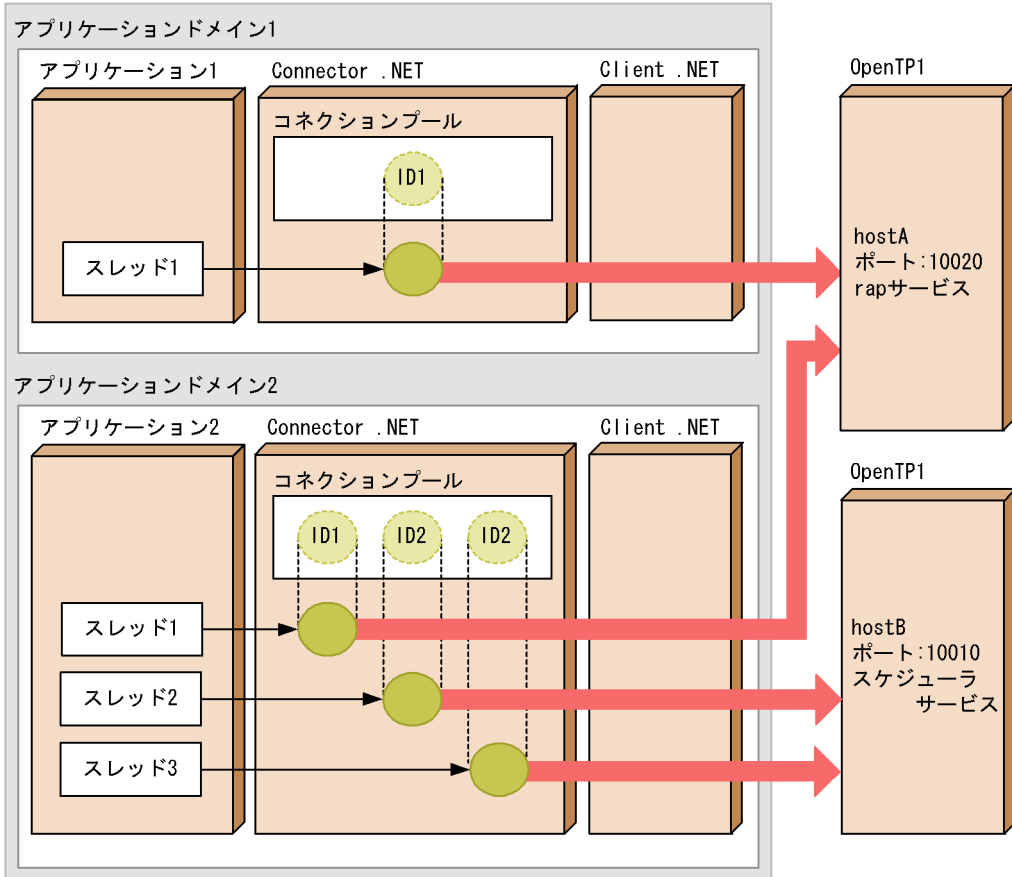 アプリケーションドメイン1
アプリケーション1
Connector .NET
Client .NET
OpenTP1
コネクションプール
ID1
スレッド1
hostA
ポート:10020
rapサービス
アプリケーションドメイン2
アプリケーション2
Connector .NET
Client .NET
OpenTP1
コネクションプール
ID1 ID2 ID2
スレッド1
スレッド2
スレッド3
hostB
ポート:10010
スケジューラ
サービス